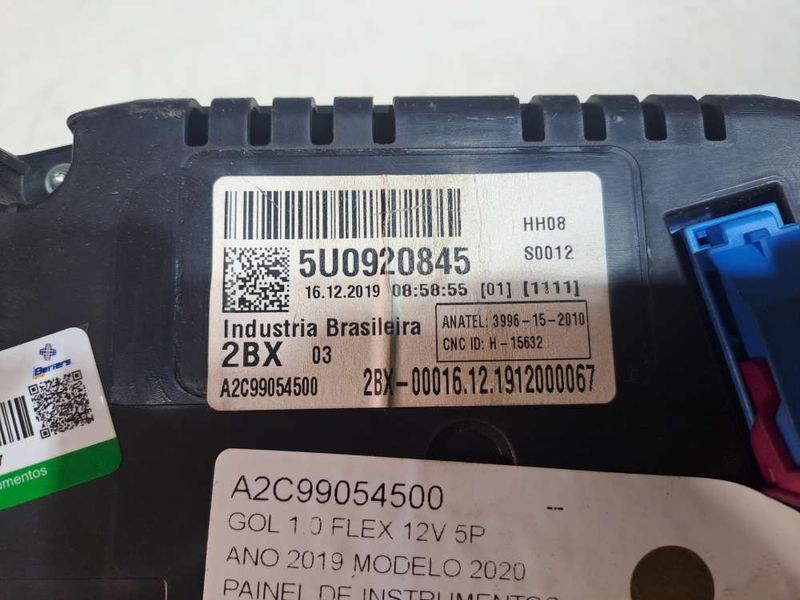 HH08
5U0920845
S0012
16.12.2019 08:58:55 [01] [1111]
Industria Brasileira
ANATEL: 3996-15-2010
2BX 03
CNC ID: H-15632
A2C99054500
2BX-00016.12.1912000067
7
umentos
A2C99054500
--
GOL 1.0 FLEX 12V 5P
ANO 2019 MODELO 2020
PAINEL DE INSTRUMENTOS